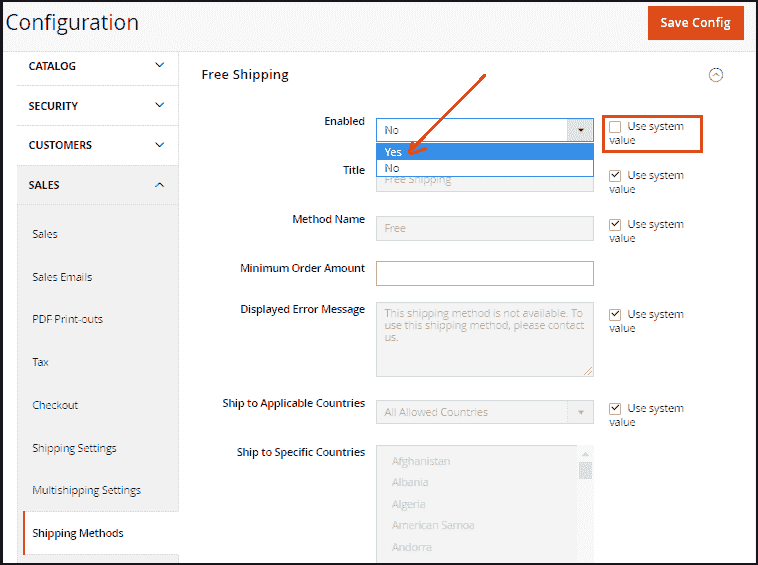 Configuration
Save Config
CATALOG
SECURITY
CUSTOMERS
SALES
Sales
Sales Emails
PDF Print-outs
Tax
Checkout
Shipping Settings
Multishipping Settings
Shipping Methods
Free Shipping
Enabled
No
Yes
No
Use system
value
Title
Free Shipping
Use system
value
Method Name
Free
Use system
value
Minimum Order Amount
Displayed Error Message
This shipping method is not available. To
use this shipping method, please contact
us.
Use system
value
Ship to Applicable Countries
All Allowed Countries
Use system
value
Ship to Specific Countries
Afghanistan
Albania
Algeria
American Samoa
Andorra